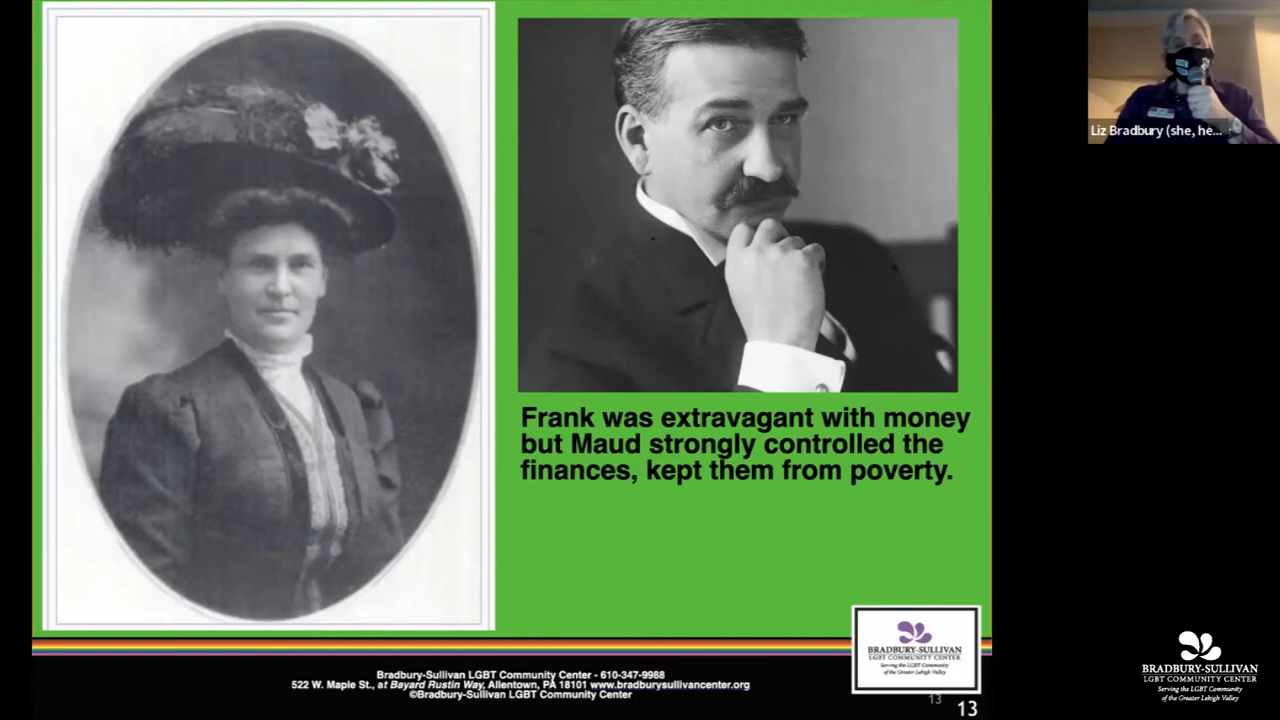 Liz Bradbury (she, he...
Frank was extravagant with money
but Maud strongly controlled the
finances, kept them from poverty.
BRADBURY-SULLIVAN
LGBT COMMUNITY CENTER
Serving the LGBT Community
of the Greater Lehigh Valley
Bradbury-Sullivan LGBT Community Center - 610-347-9988
522 W. Maple St., at Bayard Rustin Way, Allentown, PA 18101 www.bradburysullivancenter.org
©Bradbury-Sullivan LGBT Community Center
13
13
BRADBURY-SULLIVAN
LGBT COMMUNITY CENTER
Serving the LGBT Community
of the Greater Lehigh Valley